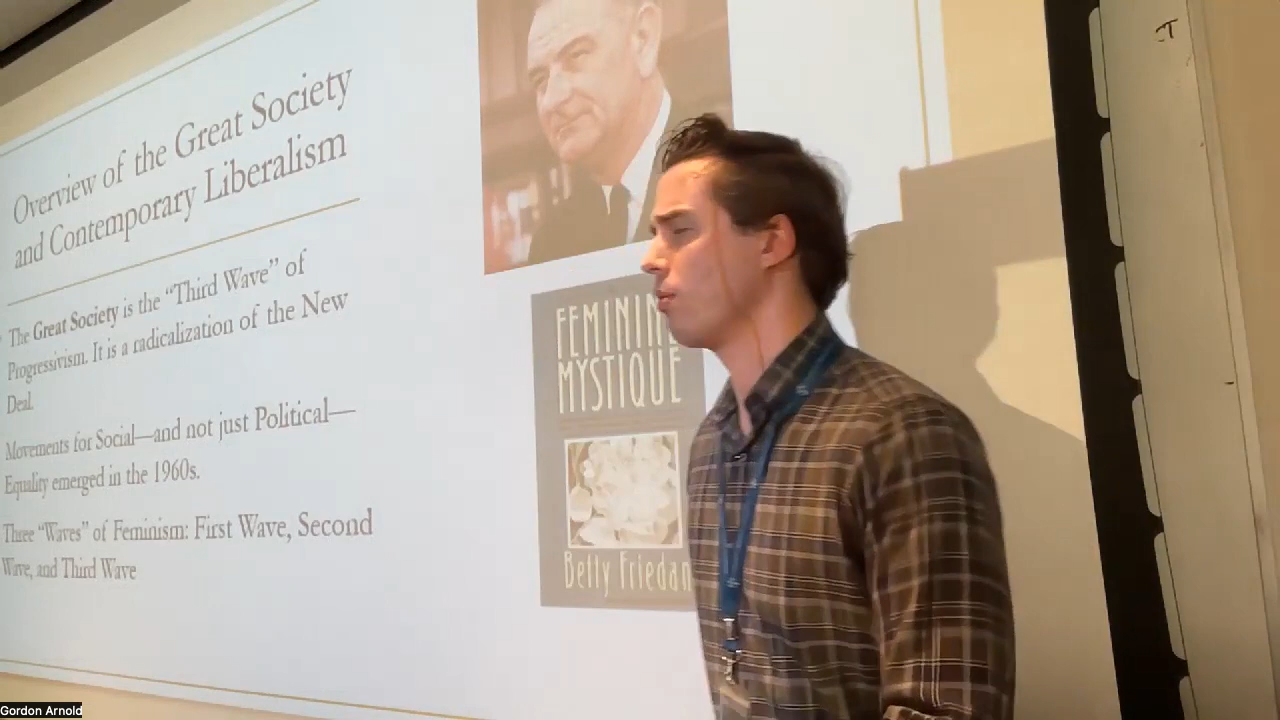 Overview of the Great Society
and Contemporary Liberalism
The Great Society is the “Third Wave” of
Progressivism. It is a radicalization of the New
Deal.
Movements for Social—and not just Political—
Equality emerged in the 1960s.
Three “Waves” of Feminism: First Wave, Second
Wave, and Third Wave
FEMININ
MYSTIQUE
Betty Friedan
CT
Gordon Arnold